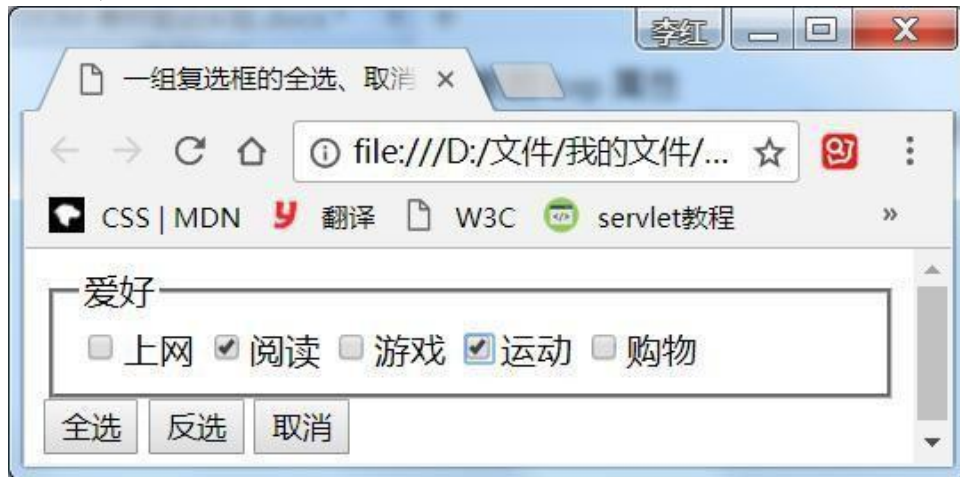 李红
一组复选框的全选、取消
file:///D:/文件/我的文件/...
CSS | MDN 翻译 W3C servlet教程
爱好
上网 阅读 游戏 运动 购物
全选 反选 取消